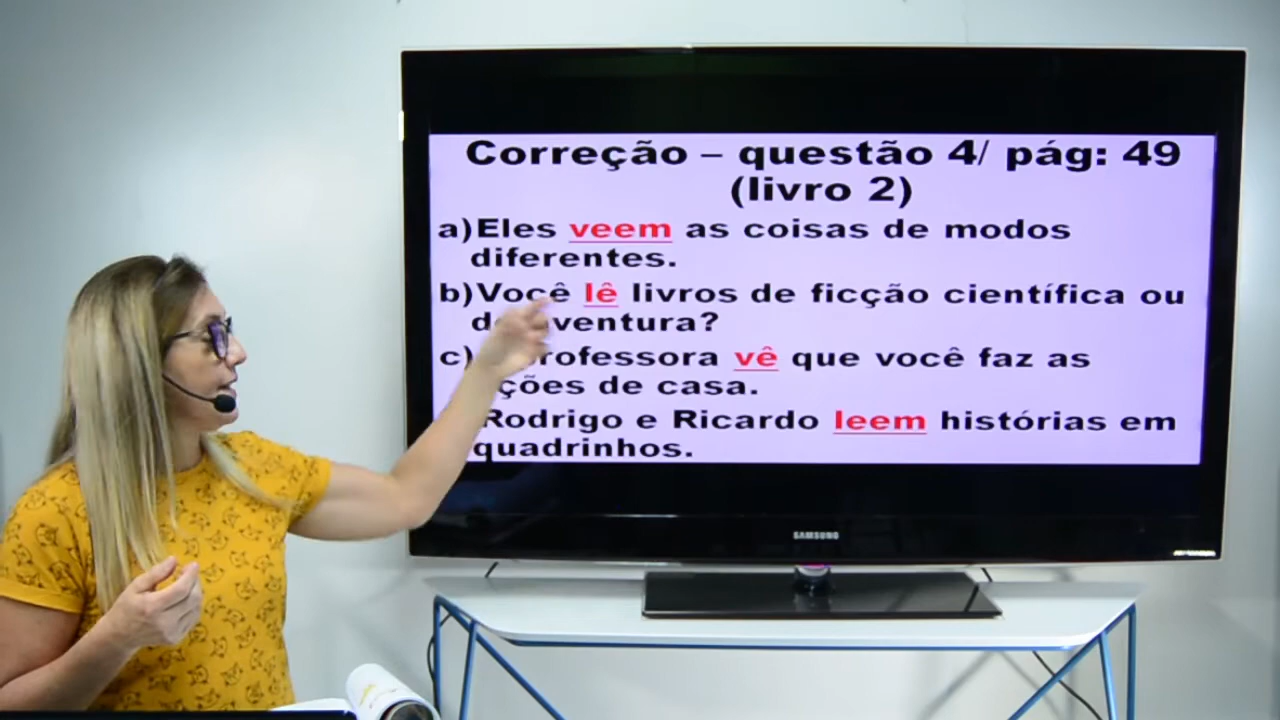 Correção – questão 4/ pág: 49
(livro 2)
a)Eles veem as coisas de modos
diferentes.
b)Você lê livros de ficção científica ou
ventura?
c) professora vê que você faz as
ções de casa.
Rodrigo e Ricardo leem histórias em
quadrinhos.
SAMSUNG